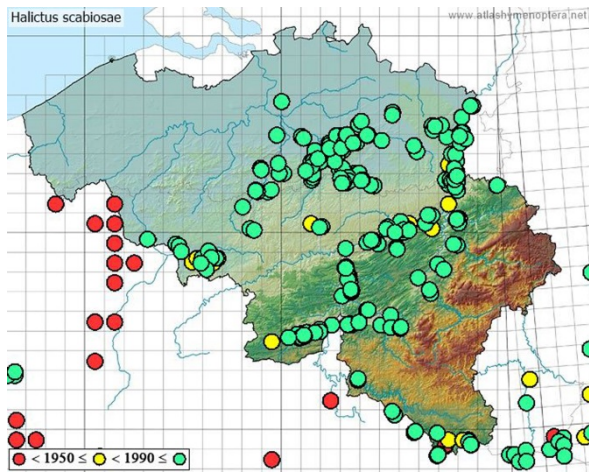 Halictus scabiosae
www.atlashymenoptera.net
< 1950 ≤ < 1990 ≤